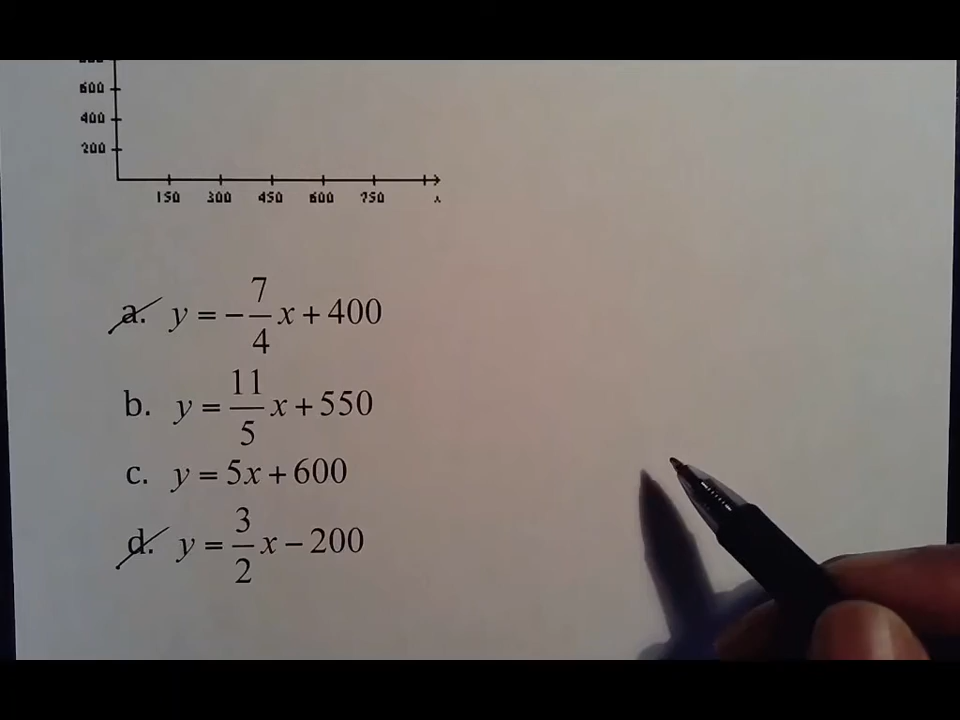 600
400
200
150 300 450 600 750
a. y = -7/4 x + 400
b. y = 11/5 x + 550
c. y = 5x + 600
d. y = 3/2 x - 200